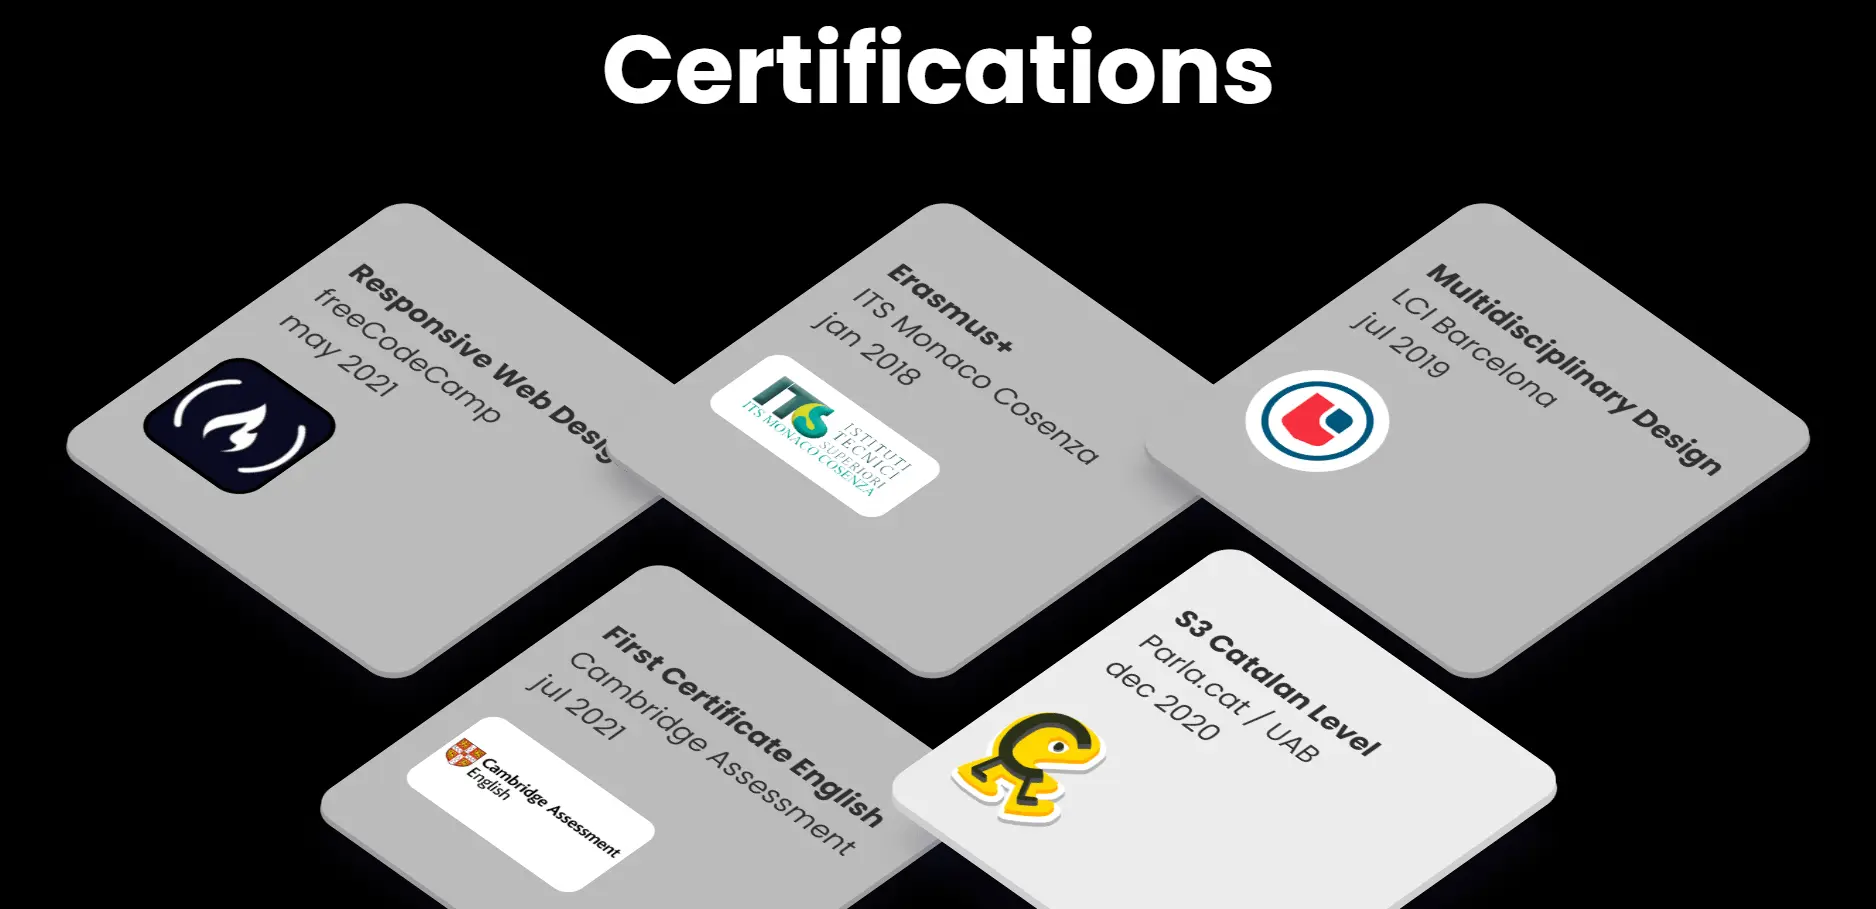 Certifications
Responsive Web Desig
freeCodeCamp
may 2021
Erasmus+
ITS Monaco Cosenza
jan 2018
ITS
ISTITUTI
TECNICI
SUPERIORI
ITS MONACO COSENZA
Multidisciplinary Design
LCI Barcelona
jul 2019
First Certificate English
Cambridge Assessment
jul 2021
Cambridge Assessment
English
S3 Catalan Level
Parla.cat / UAB
dec 2020